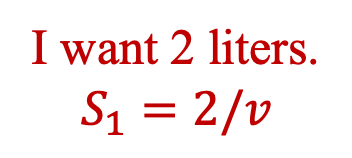 I want 2 liters.
S₁ = 2/v